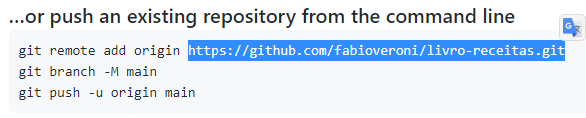 ...or push an existing repository from the command line
git remote add origin https://github.com/fabioveroni/livro-receitas.git
git branch -M main
git push -u origin main